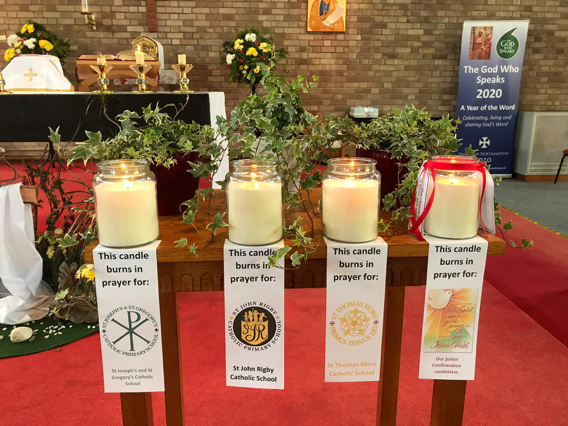 The God Who
Speaks
2020
A Year of the Word
Celebrating, living and
sharing God's Word
This candle
burns in
prayer for:
ST JOSEPH'S & ST GREGORY'S
CATHOLIC PRIMARY SCHOOL
St Joseph's and St
Gregory's Catholic
School
This candle
burns in
prayer for:
ST JOHN RIGBY
CATHOLIC PRIMARY SCHOOL
St John Rigby
Catholic School
This candle
burns in
prayer for:
ST THOMAS MORE
St Thomas More
Catholic School
This candle
burns in
prayer for:
Our Junior
Confirmation
candidates